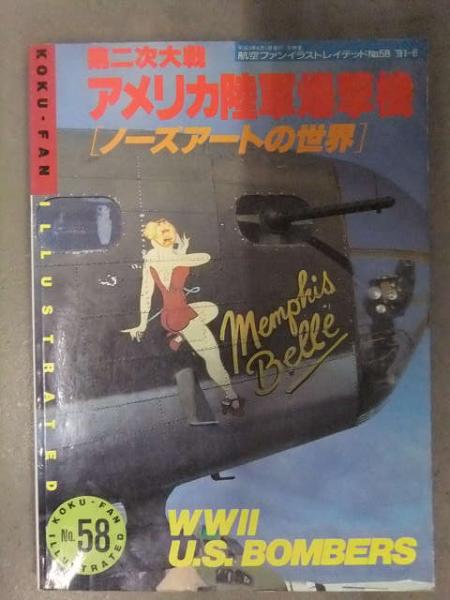 航空ファンイラストレイテッドNo.58 '91-6
第二次大戦
アメリカ陸軍爆撃機
[ノーズアートの世界]
KOKU-FAN ILLUSTRATED
Memphis
Belle
KOKU-FAN
No.58
ILLUSTRATED
WWII
U.S. BOMBERS